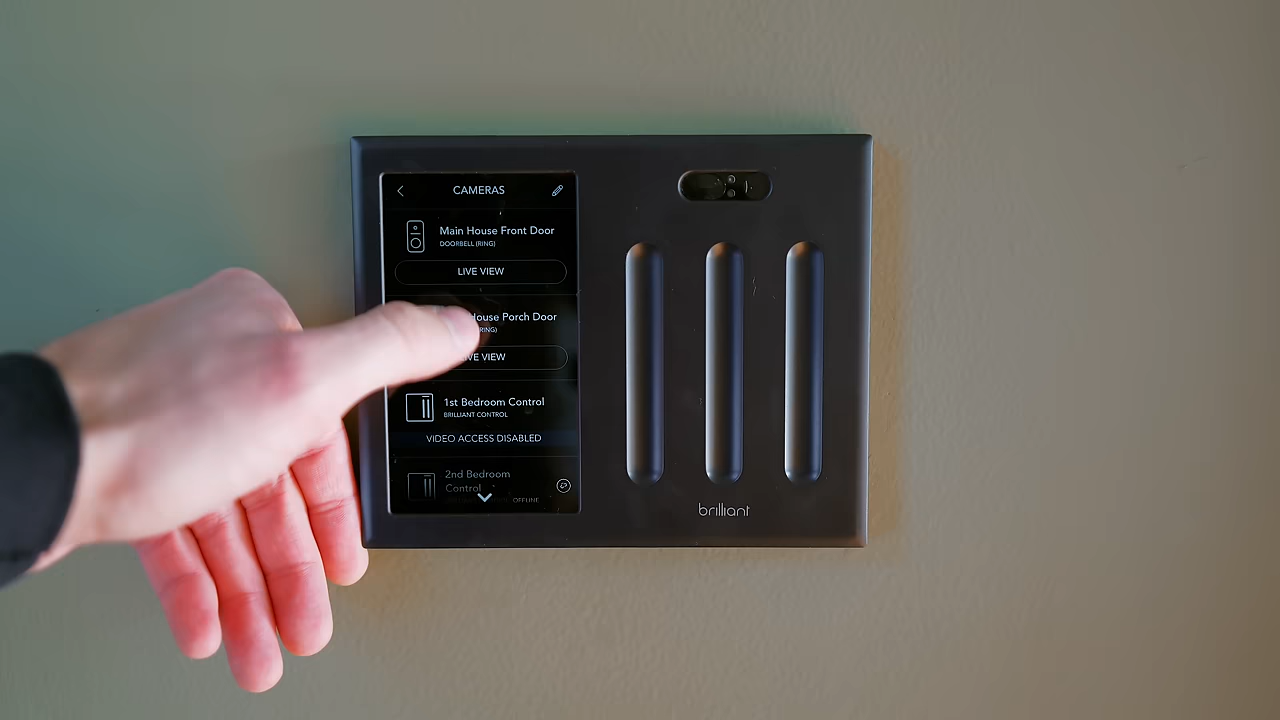 CAMERAS
Main House Front Door
DOORBELL (RING)
LIVE VIEW
House Porch Door
(RING)
VIEW
1st Bedroom Control
BRILLIANT CONTROL
VIDEO ACCESS DISABLED
2nd Bedroom
Control
OFFLINE
brilliant